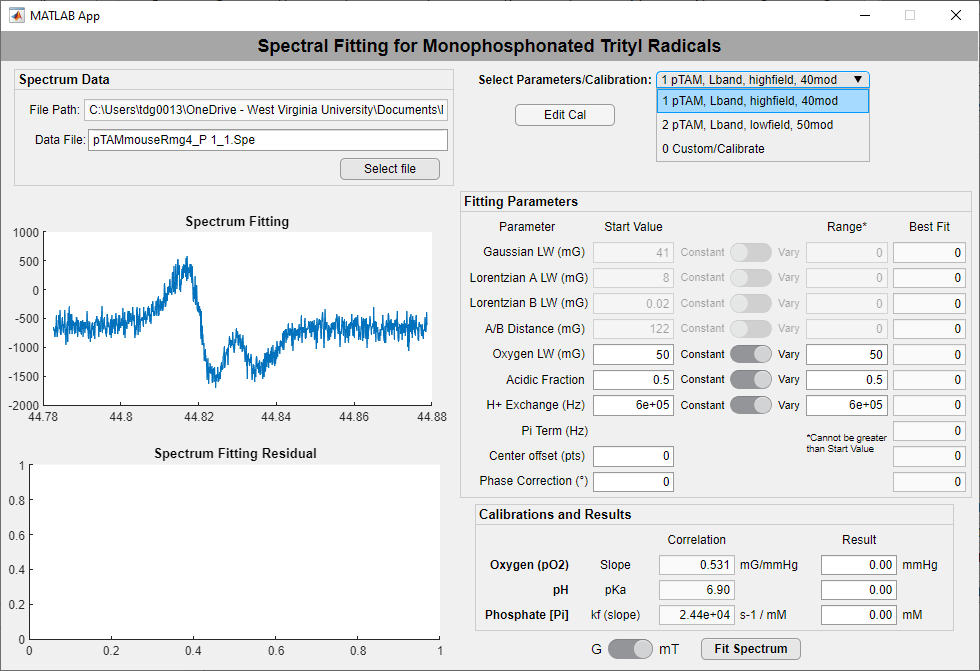 MATLAB App
Spectral Fitting for Monophosphonated Trityl Radicals
Spectrum Data
File Path: C:\Users\tdg0013\OneDrive - West Virginia University\Documents\
Data File: pTAMmouseRmg4_P 1_1.Spe
Select file
Select Parameters/Calibration: 1 pTAM, Lband, highfield, 40mod ▼
1 pTAM, Lband, highfield, 40mod
2 pTAM, Lband, lowfield, 50mod
0 Custom/Calibrate
Edit Cal
Spectrum Fitting
1000
500
0
-500
-1000
-1500
-2000
44.78 44.8 44.82 44.84 44.86 44.88
Spectrum Fitting Residual
1
0.8
0.6
0.4
0.2
0
0 0.2 0.4 0.6 0.8 1
Fitting Parameters
Parameter Start Value Range* Best Fit
Gaussian LW (mG) 41 Constant Vary 0 0
Lorentzian A LW (mG) 8 Constant Vary 0 0
Lorentzian B LW (mG) 0.02 Constant Vary 0 0
A/B Distance (mG) 122 Constant Vary 0 0
Oxygen LW (mG) 50 Constant Vary 50 0
Acidic Fraction 0.5 Constant Vary 0.5 0
H+ Exchange (Hz) 6e+05 Constant Vary 6e+05 0
Pi Term (Hz) 0
*Cannot be greater
than Start Value
Center offset (pts) 0 0
Phase Correction (°) 0 0
Calibrations and Results
Correlation Result
Oxygen (pO2) Slope 0.531 mG/mmHg 0.00 mmHg
pH pKa 6.90 0.00
Phosphate [Pi] kf (slope) 2.44e+04 s-1 / mM 0.00 mM
G mT Fit Spectrum